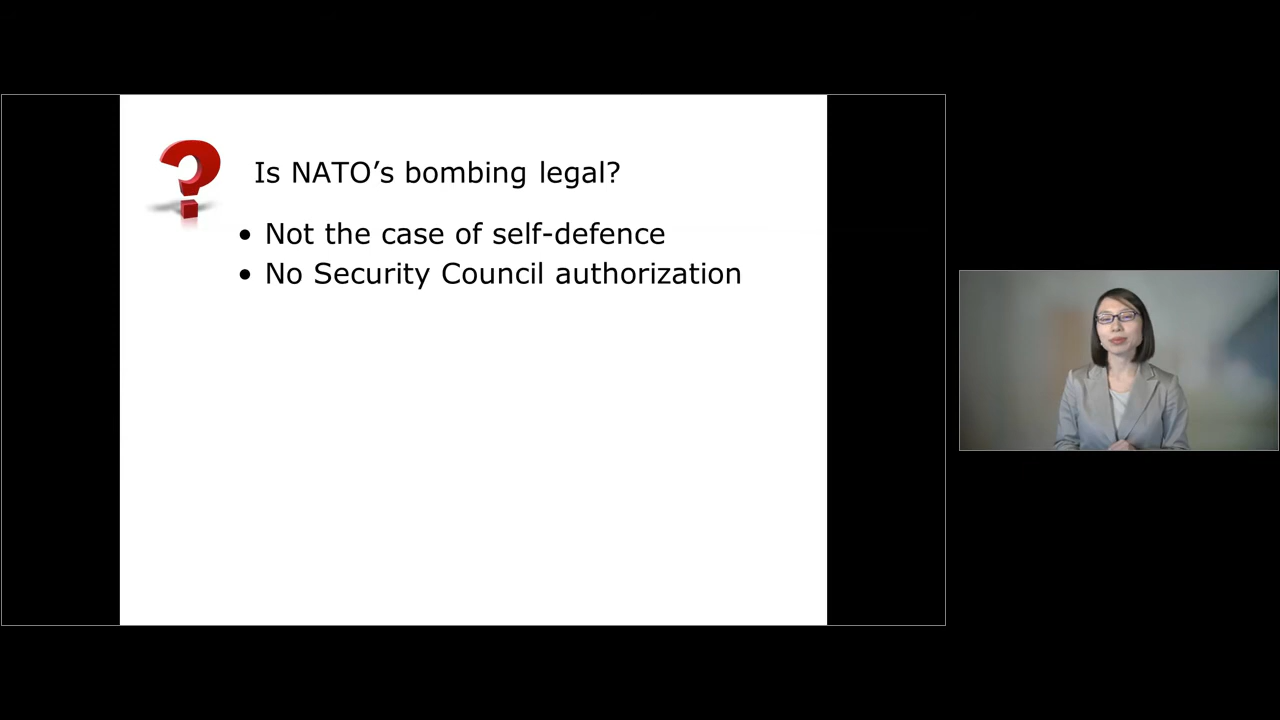 Is NATO’s bombing legal?
• Not the case of self-defence
• No Security Council authorization